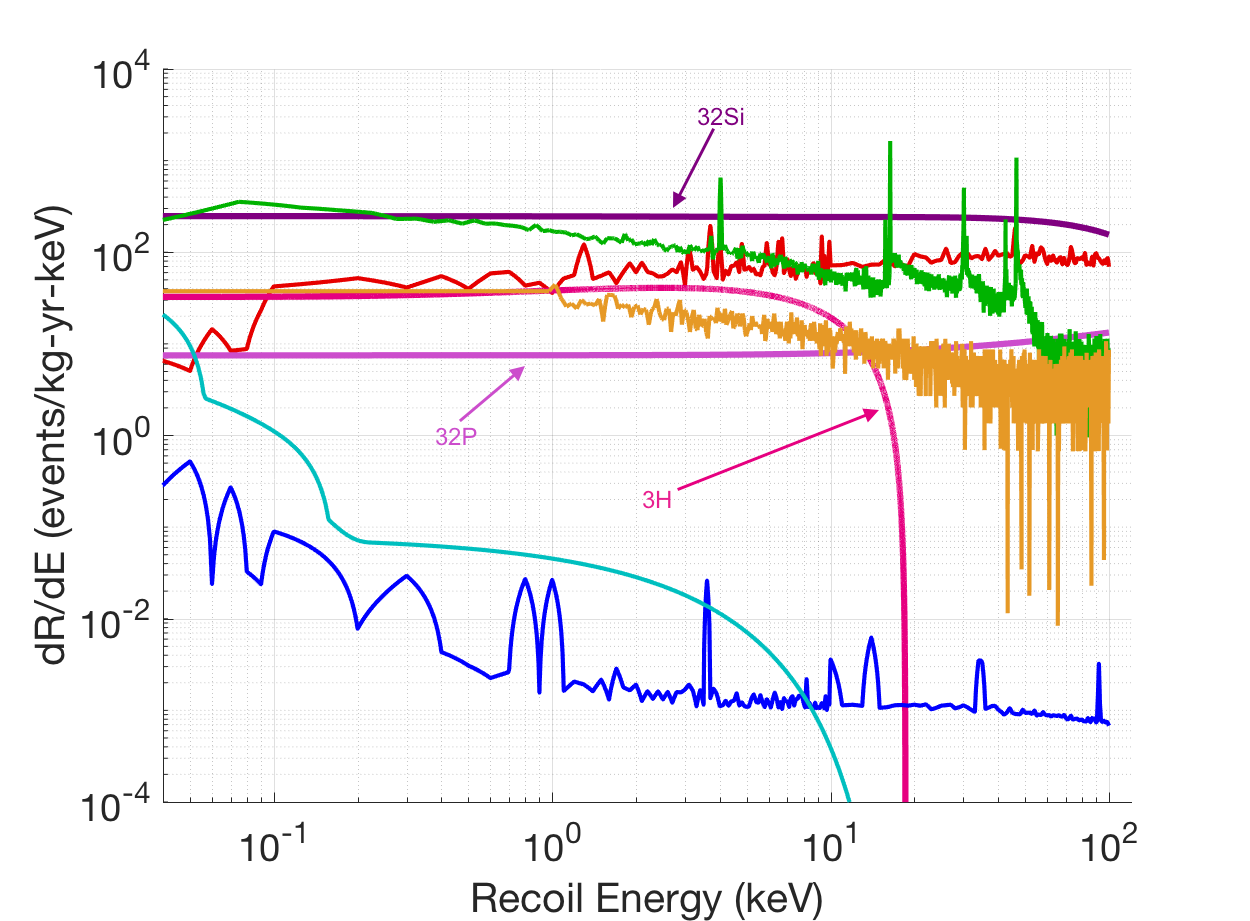 10^4
10^2
10^0
10^-2
10^-4
dR/dE (events/kg-yr-keV)
32Si
32P
3H
10^-1
10^0
10^1
10^2
Recoil Energy (keV)